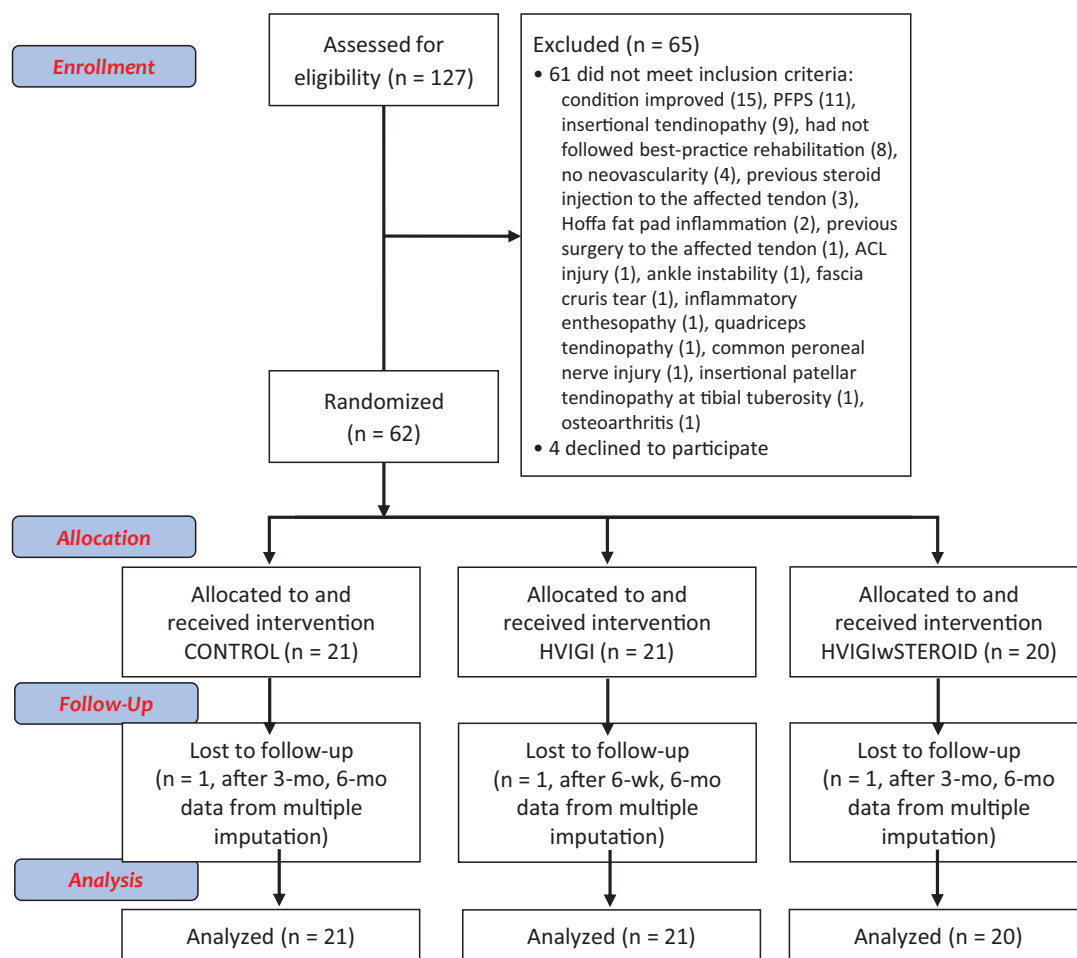 Enrollment
Assessed for
eligibility (n = 127)
Excluded (n = 65)
• 61 did not meet inclusion criteria:
condition improved (15), PFPS (11),
insertional tendinopathy (9), had not
followed best-practice rehabilitation (8),
no neovascularity (4), previous steroid
injection to the affected tendon (3),
Hoffa fat pad inflammation (2), previous
surgery to the affected tendon (1), ACL
injury (1), ankle instability (1), fascia
cruris tear (1), inflammatory
enthesopathy (1), quadriceps
tendinopathy (1), common peroneal
nerve injury (1), insertional patellar
tendinopathy at tibial tuberosity (1),
osteoarthritis (1)
• 4 declined to participate
Randomized
(n = 62)
Allocation
Allocated to and
received intervention
CONTROL (n = 21)
Allocated to and
received intervention
HVIGI (n = 21)
Allocated to and
received intervention
HVIGIwSTEROID (n = 20)
Follow-Up
Lost to follow-up
(n = 1, after 3-mo, 6-mo
data from multiple
imputation)
Lost to follow-up
(n = 1, after 6-wk, 6-mo
data from multiple
imputation)
Lost to follow-up
(n = 1, after 3-mo, 6-mo
data from multiple
imputation)
Analysis
Analyzed (n = 21)
Analyzed (n = 21)
Analyzed (n = 20)